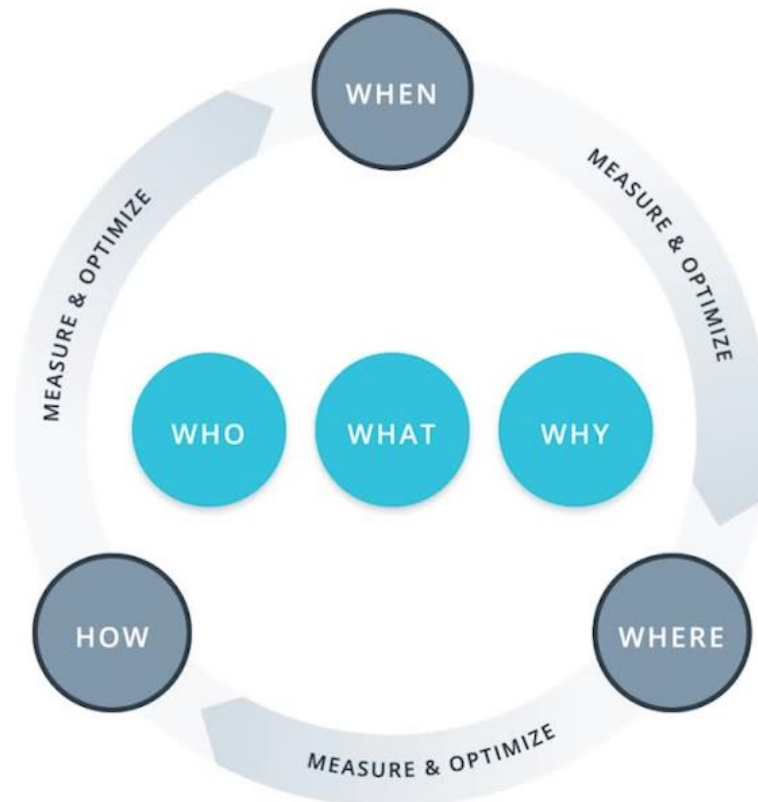 WHEN
MEASURE & OPTIMIZE
MEASURE & OPTIMIZE
WHO
WHAT
WHY
HOW
WHERE
MEASURE & OPTIMIZE